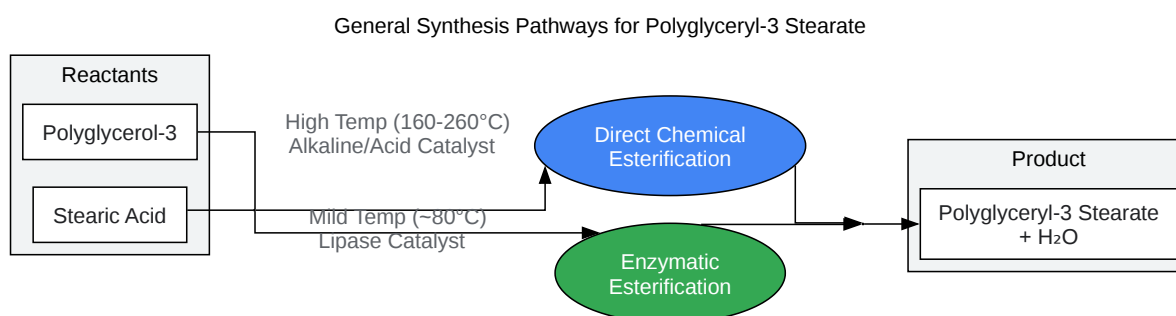 General Synthesis Pathways for Polyglyceryl-3 Stearate
Reactants
Polyglycerol-3
Stearic Acid
High Temp (160-260°C)
Alkaline/Acid Catalyst
Mild Temp (~80°C)
Lipase Catalyst
Direct Chemical
Esterification
Enzymatic
Esterification
Product
Polyglyceryl-3 Stearate
+ H₂O